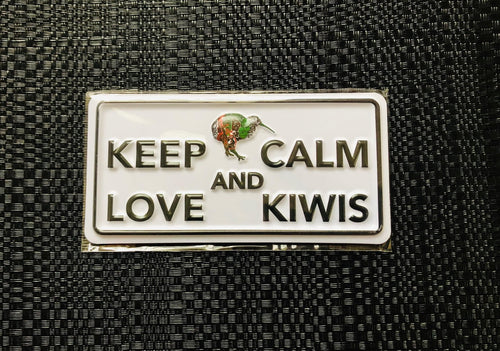 KEEP CALM
AND
LOVE KIWIS